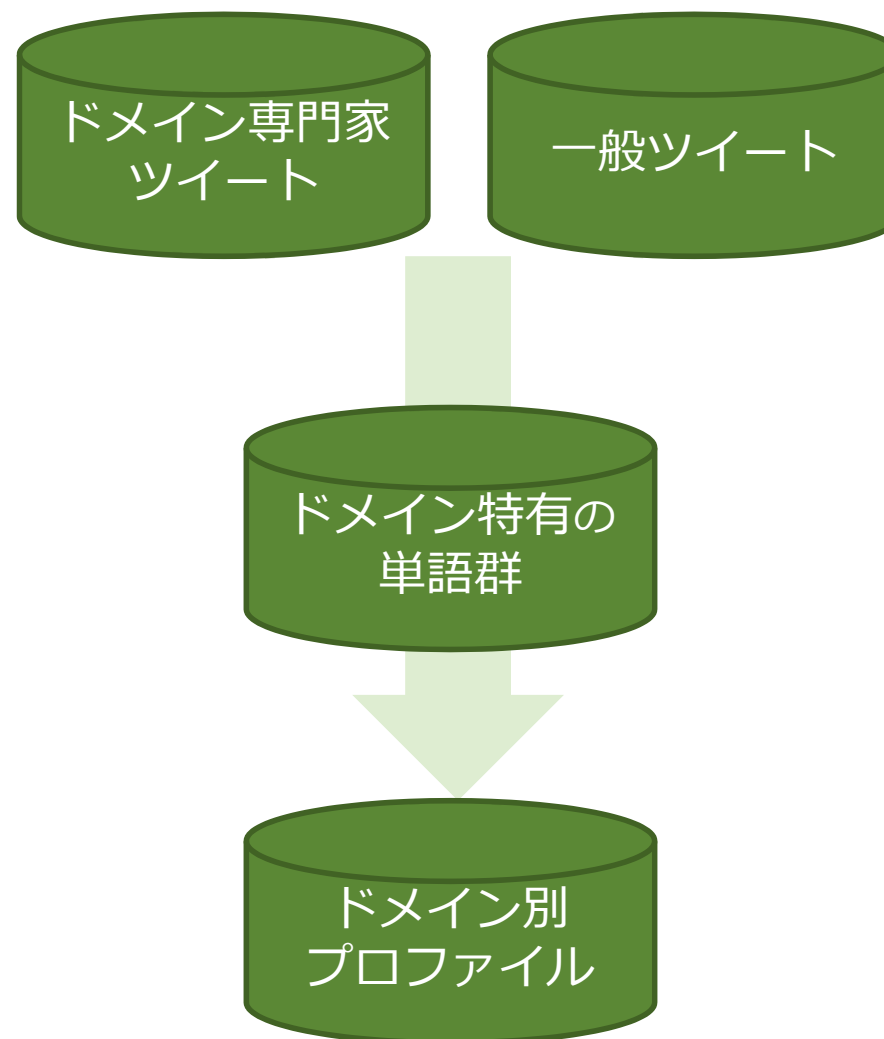 ドメイン専門家
ツイート
一般ツイート
ドメイン特有の
単語群
ドメイン別
プロファイル